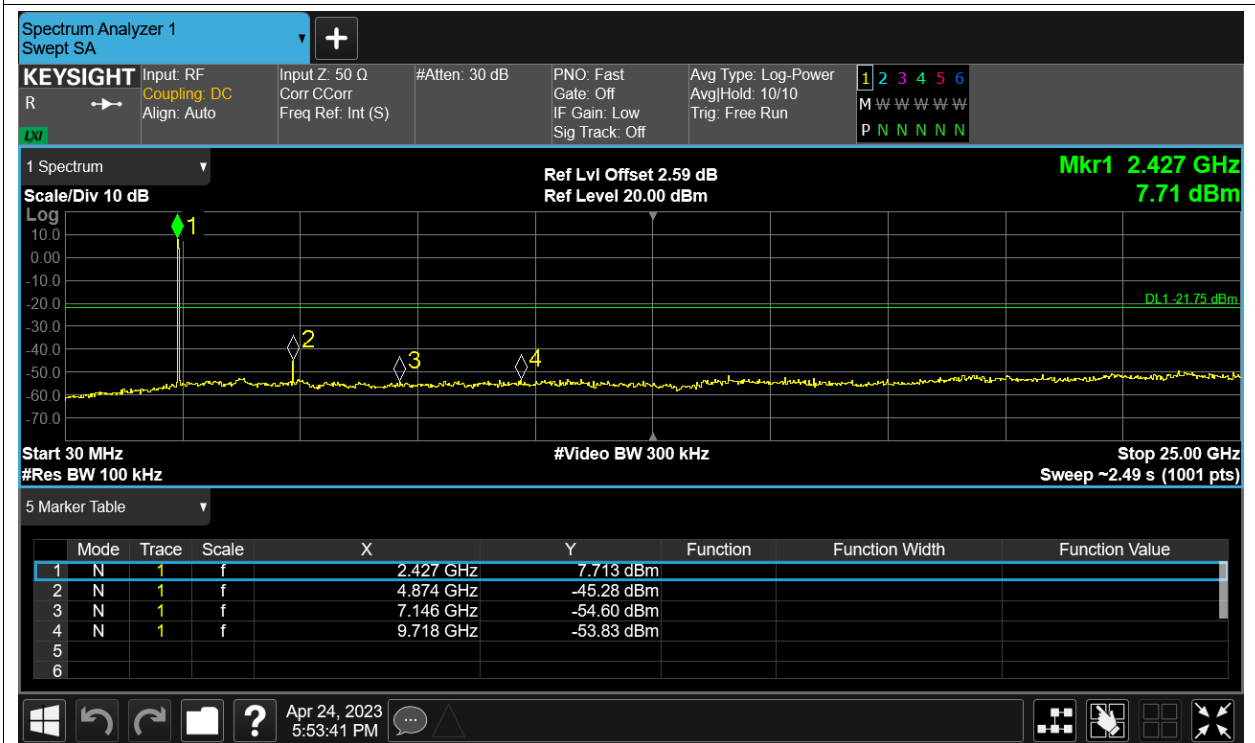 Spectrum Analyzer 1
Swept SA
+
KEYSIGHT Input: RF Input Z: 50 Ω #Atten: 30 dB PNO: Fast Avg Type: Log-Power 1 2 3 4 5 6
R Coupling: DC Corr CCorr Gate: Off Avg|Hold: 10/10 M W W W W W W
Align: Auto Freq Ref: Int (S) IF Gain: Low Trig: Free Run
LXI Sig Track: Off P N N N N N N
1 Spectrum Ref Lvl Offset 2.59 dB Mkr1 2.427 GHz
Scale/Div 10 dB Ref Level 20.00 dBm 7.71 dBm
Log
1
10.0
0.00
-10.0
-20.0 DL1 -21.75 dBm
-30.0
2
-40.0
3 4
-50.0
-60.0
-70.0
Start 30 MHz #Video BW 300 kHz Stop 25.00 GHz
#Res BW 100 kHz Sweep ~2.49 s (1001 pts)
5 Marker Table
Mode Trace Scale X Y Function Function Width Function Value
1 N 1 f 2.427 GHz 7.713 dBm
2 N 1 f 4.874 GHz -45.28 dBm
3 N 1 f 7.146 GHz -54.60 dBm
4 N 1 f 9.718 GHz -53.83 dBm
5
6
? Apr 24, 2023
5:53:41 PM